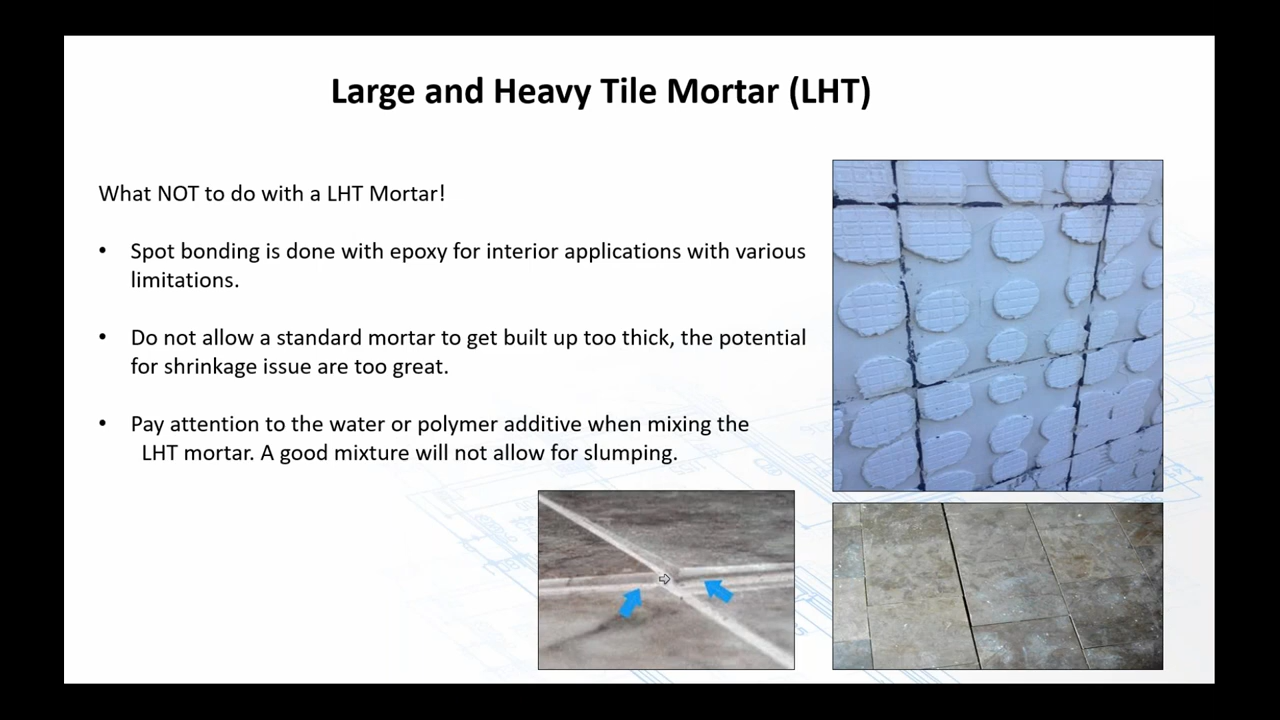 Large and Heavy Tile Mortar (LHT)
What NOT to do with a LHT Mortar!
• Spot bonding is done with epoxy for interior applications with various
limitations.
• Do not allow a standard mortar to get built up too thick, the potential
for shrinkage issue are too great.
• Pay attention to the water or polymer additive when mixing the
LHT mortar. A good mixture will not allow for slumping.